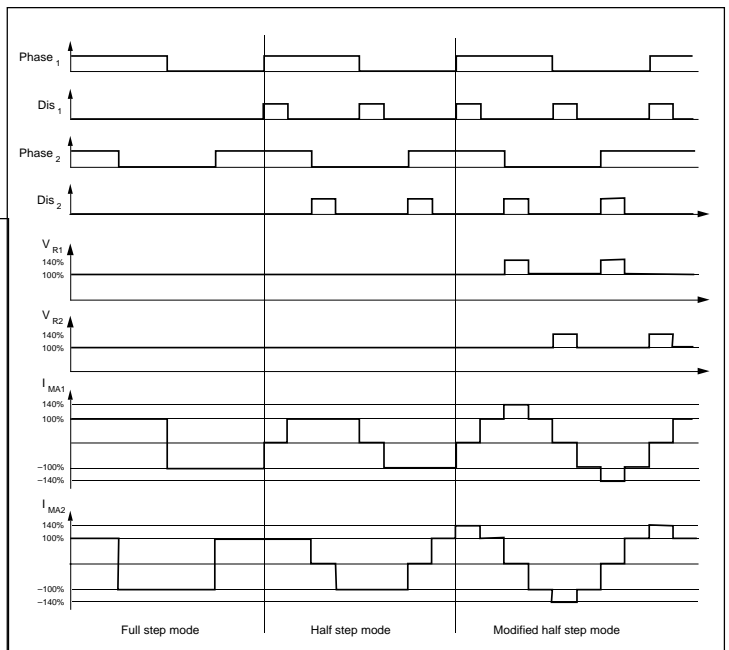 Phase 1
Dis 1
Phase 2
Dis 2
V R1
140%
100%
V R2
140%
100%
I MA1
140%
100%
–100%
–140%
I MA2
140%
100%
–100%
–140%
Full step mode
Half step mode
Modified half step mode